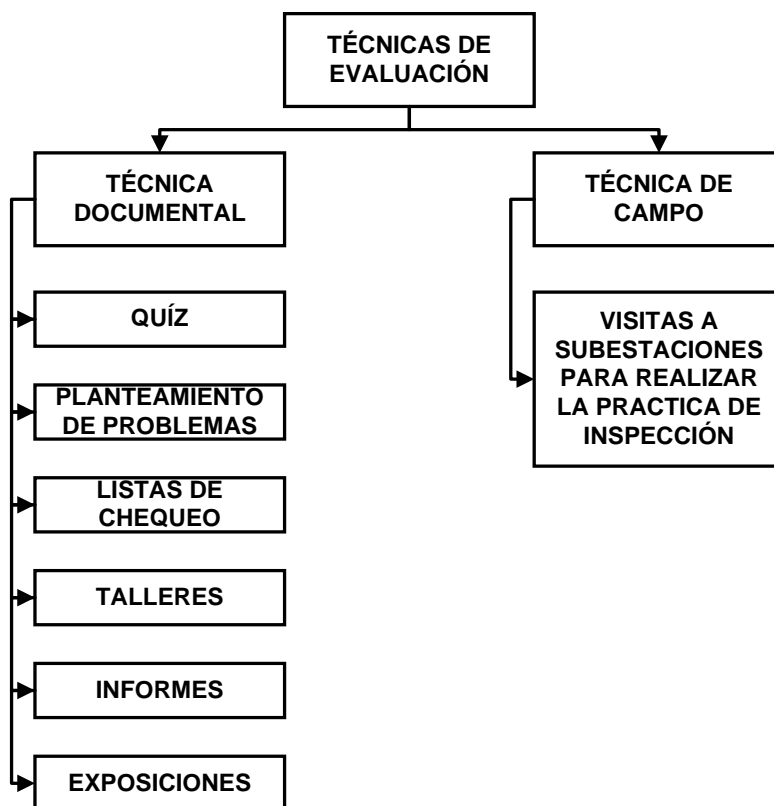 TÉCNICAS DE
EVALUACIÓN
TÉCNICA
DOCUMENTAL
TÉCNICA DE
CAMPO
QUÍZ
PLANTEAMIENTO
DE PROBLEMAS
LISTAS DE
CHEQUEO
TALLERES
INFORMES
EXPOSICIONES
VISITAS A
SUBESTACIONES
PARA REALIZAR
LA PRACTICA DE
INSPECCIÓN